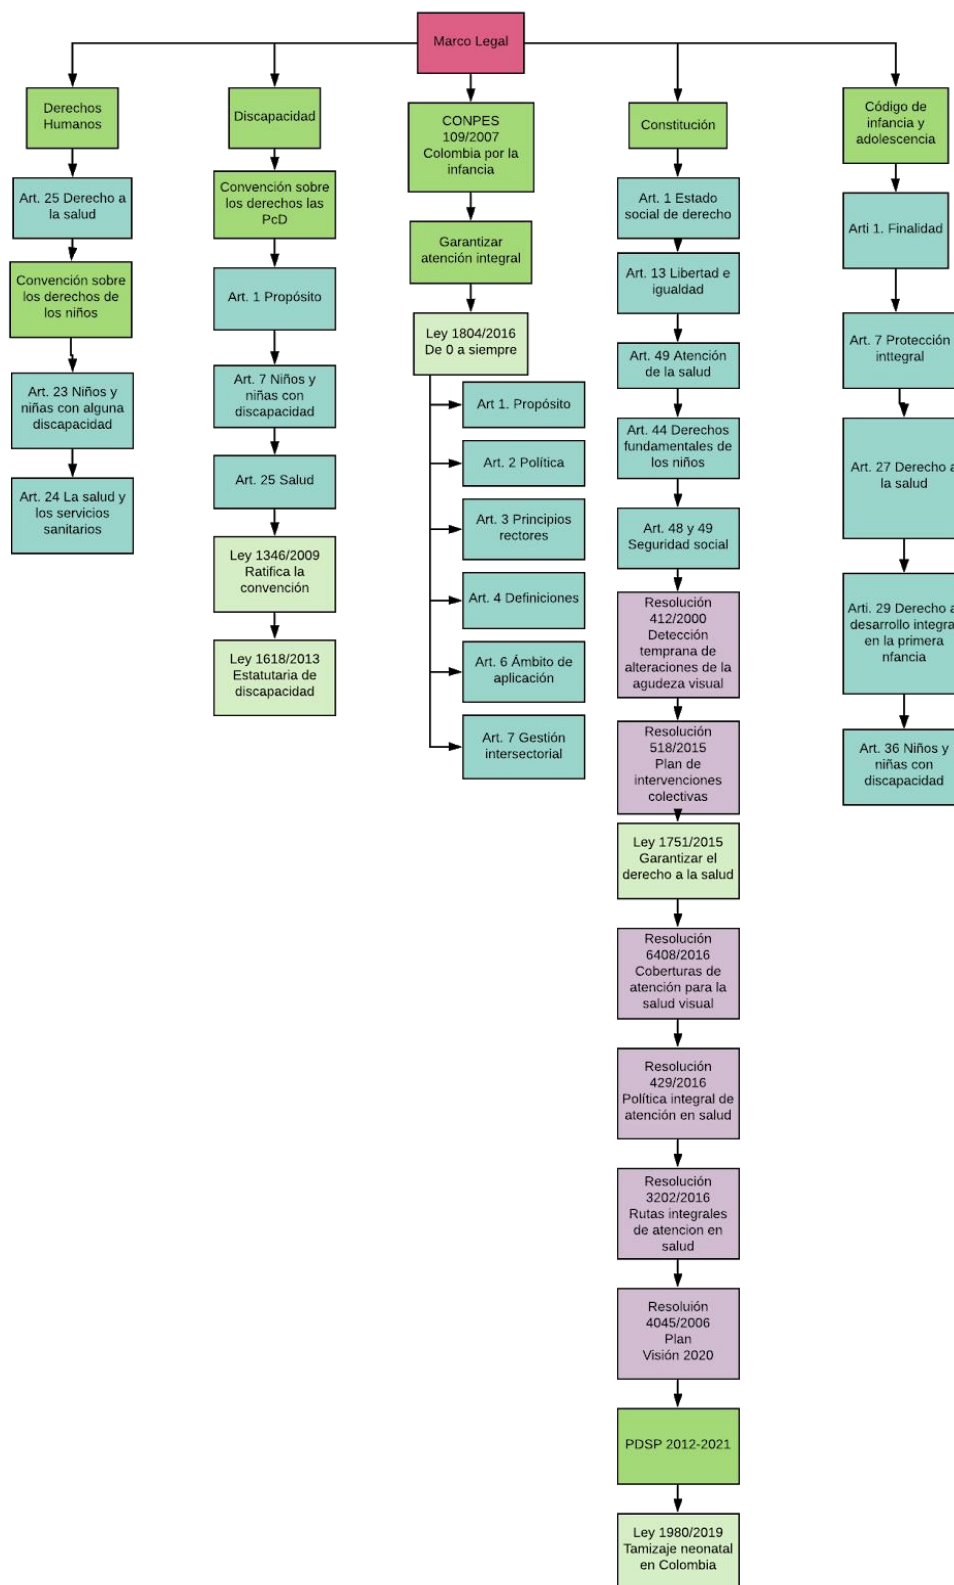 Marco Legal
Derechos
Humanos
Art. 25 Derecho a
la salud
Convención sobre
los derechos de
los niños
Art. 23 Niños y
niñas con alguna
discapacidad
Art. 24 La salud y
los servicios
sanitarios
Discapacidad
Convención sobre
los derechos las
PcD
Art. 1 Propósito
Art. 7 Niños y
niñas con
discapacidad
Art. 25 Salud
Ley 1346/2009
Ratifica la
convención
Ley 1618/2013
Estatutaria de
discapacidad
CONPES
109/2007
Colombia por la
infancia
Garantizar
atención integral
Ley 1804/2016
De 0 a siempre
Art 1. Propósito
Art. 2 Política
Art. 3 Principios
rectores
Art. 4 Definiciones
Art. 6 Ámbito de
aplicación
Art. 7 Gestión
intersectorial
Constitución
Art. 1 Estado
social de derecho
Art. 13 Libertad e
igualdad
Art. 49 Atención
de la salud
Art. 44 Derechos
fundamentales de
los niños
Art. 48 y 49
Seguridad social
Resolución
412/2000
Detección
temprana de
alteraciones de la
agudeza visual
Resolución
518/2015
Plan de
intervenciones
colectivas
Ley 1751/2015
Garantizar el
derecho a la salud
Resolución
6408/2016
Coberturas de
atención para la
salud visual
Resolución
429/2016
Política integral de
atención en salud
Resolución
3202/2016
Rutas integrales
de atencion en
salud
Resoluión
4045/2006
Plan
Visión 2020
PDSP 2012-2021
Ley 1980/2019
Tamizaje neonatal
en Colombia
Código de
infancia y
adolescencia
Arti 1. Finalidad
Art. 7 Protección
inttegral
Art. 27 Derecho a
la salud
Arti. 29 Derecho a
desarrollo integra
en la primera
nfancia
Art. 36 Niños y
niñas con
discapacidad